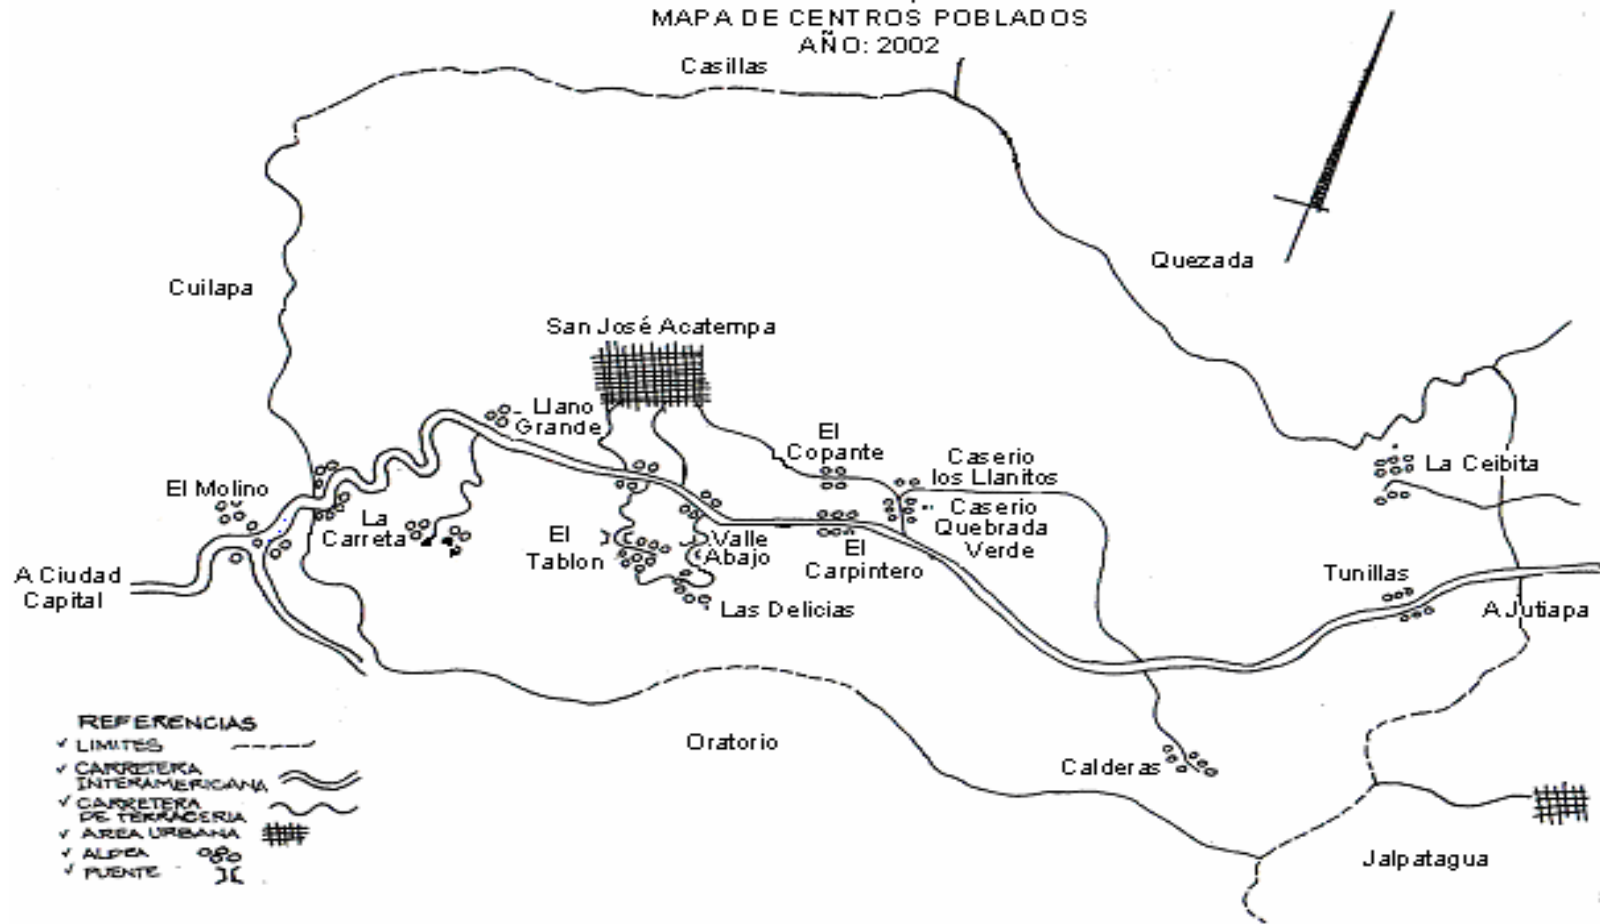 MAPA DE CENTROS POBLADOS
AÑO: 2002
Casillas
Quezada
Cuilapa
San José Acatempa
Llano
Grande
El
Copante
Caserio
los Llanitos
La Ceibita
El Molino
La
Carreta
Caserio
Quebrada
Verde
El
Tablon
Valle
Abajo
El
Carpintero
A Ciudad
Capital
Tunillas
Las Delicias
A Jutiapa
Oratorio
Calderas
Jalpatagua
REFERENCIAS
✓ LIMITES
✓ CARRETERA
INTERAMERICANA
✓ CARRETERA
DE TERRACERIA
✓ AREA URBANA
✓ ALDEA
✓ PUENTE